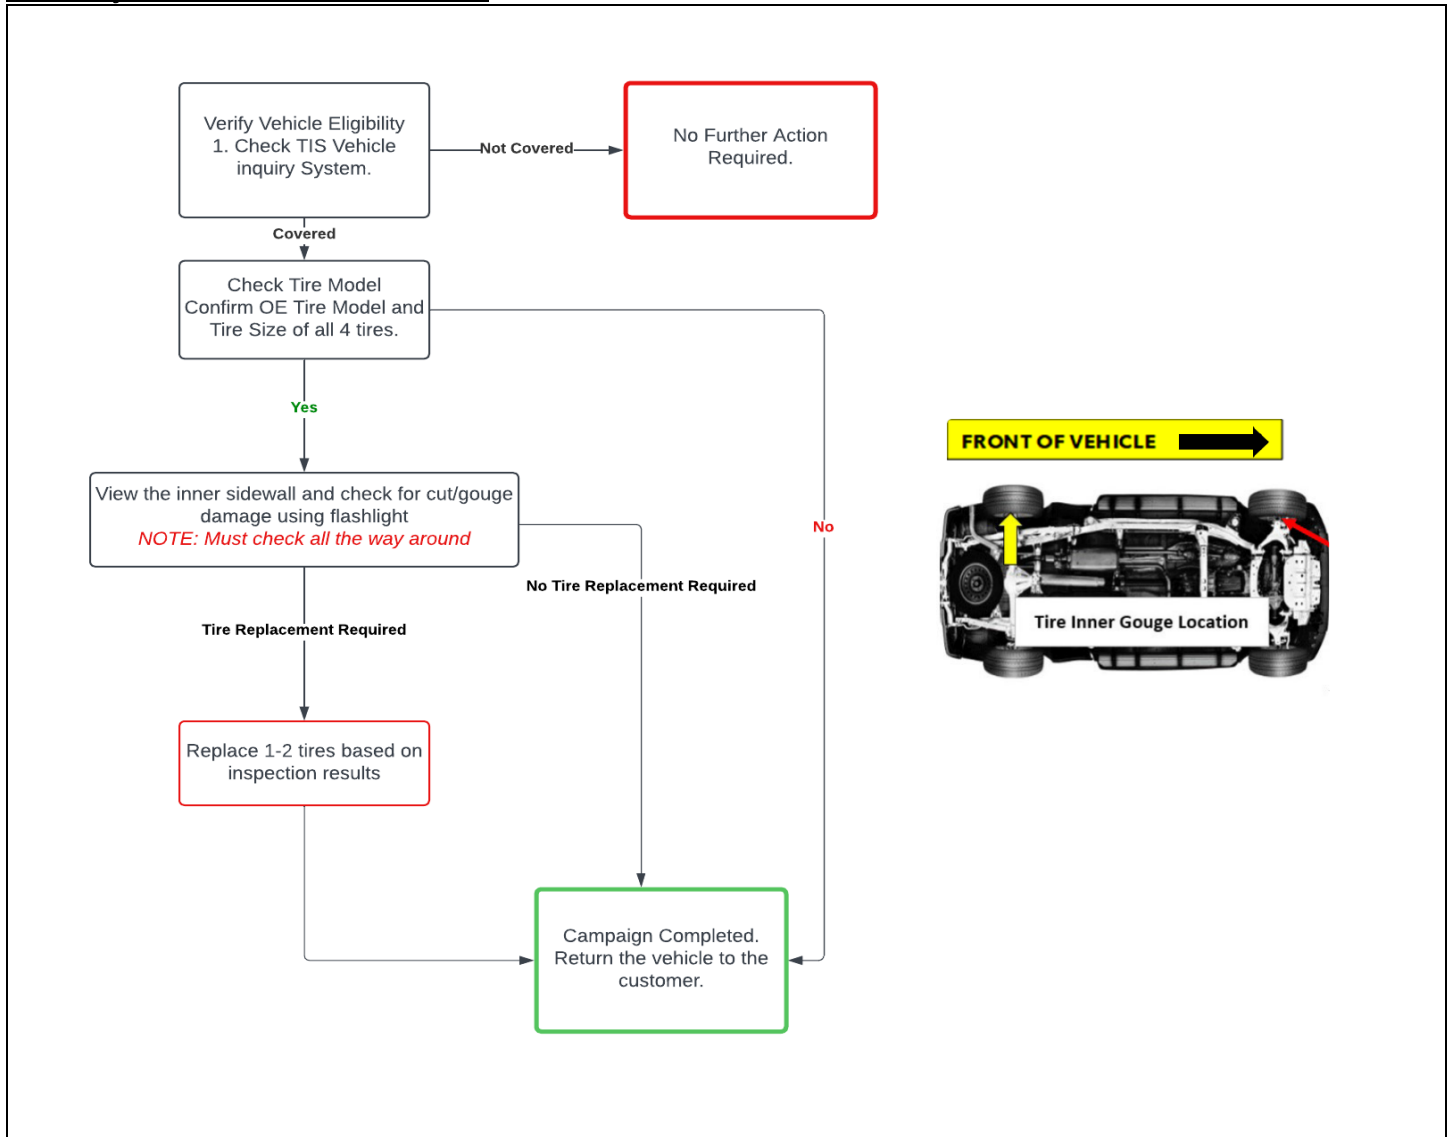 Verify Vehicle Eligibility
1. Check TIS Vehicle
inquiry System.
Not Covered
No Further Action
Required.
Covered
Check Tire Model
Confirm OE Tire Model and
Tire Size of all 4 tires.
Yes
View the inner sidewall and check for cut/gouge
damage using flashlight
NOTE: Must check all the way around
No
No Tire Replacement Required
Tire Replacement Required
Replace 1-2 tires based on
inspection results
Campaign Completed.
Return the vehicle to the
customer.
FRONT OF VEHICLE
Tire Inner Gouge Location